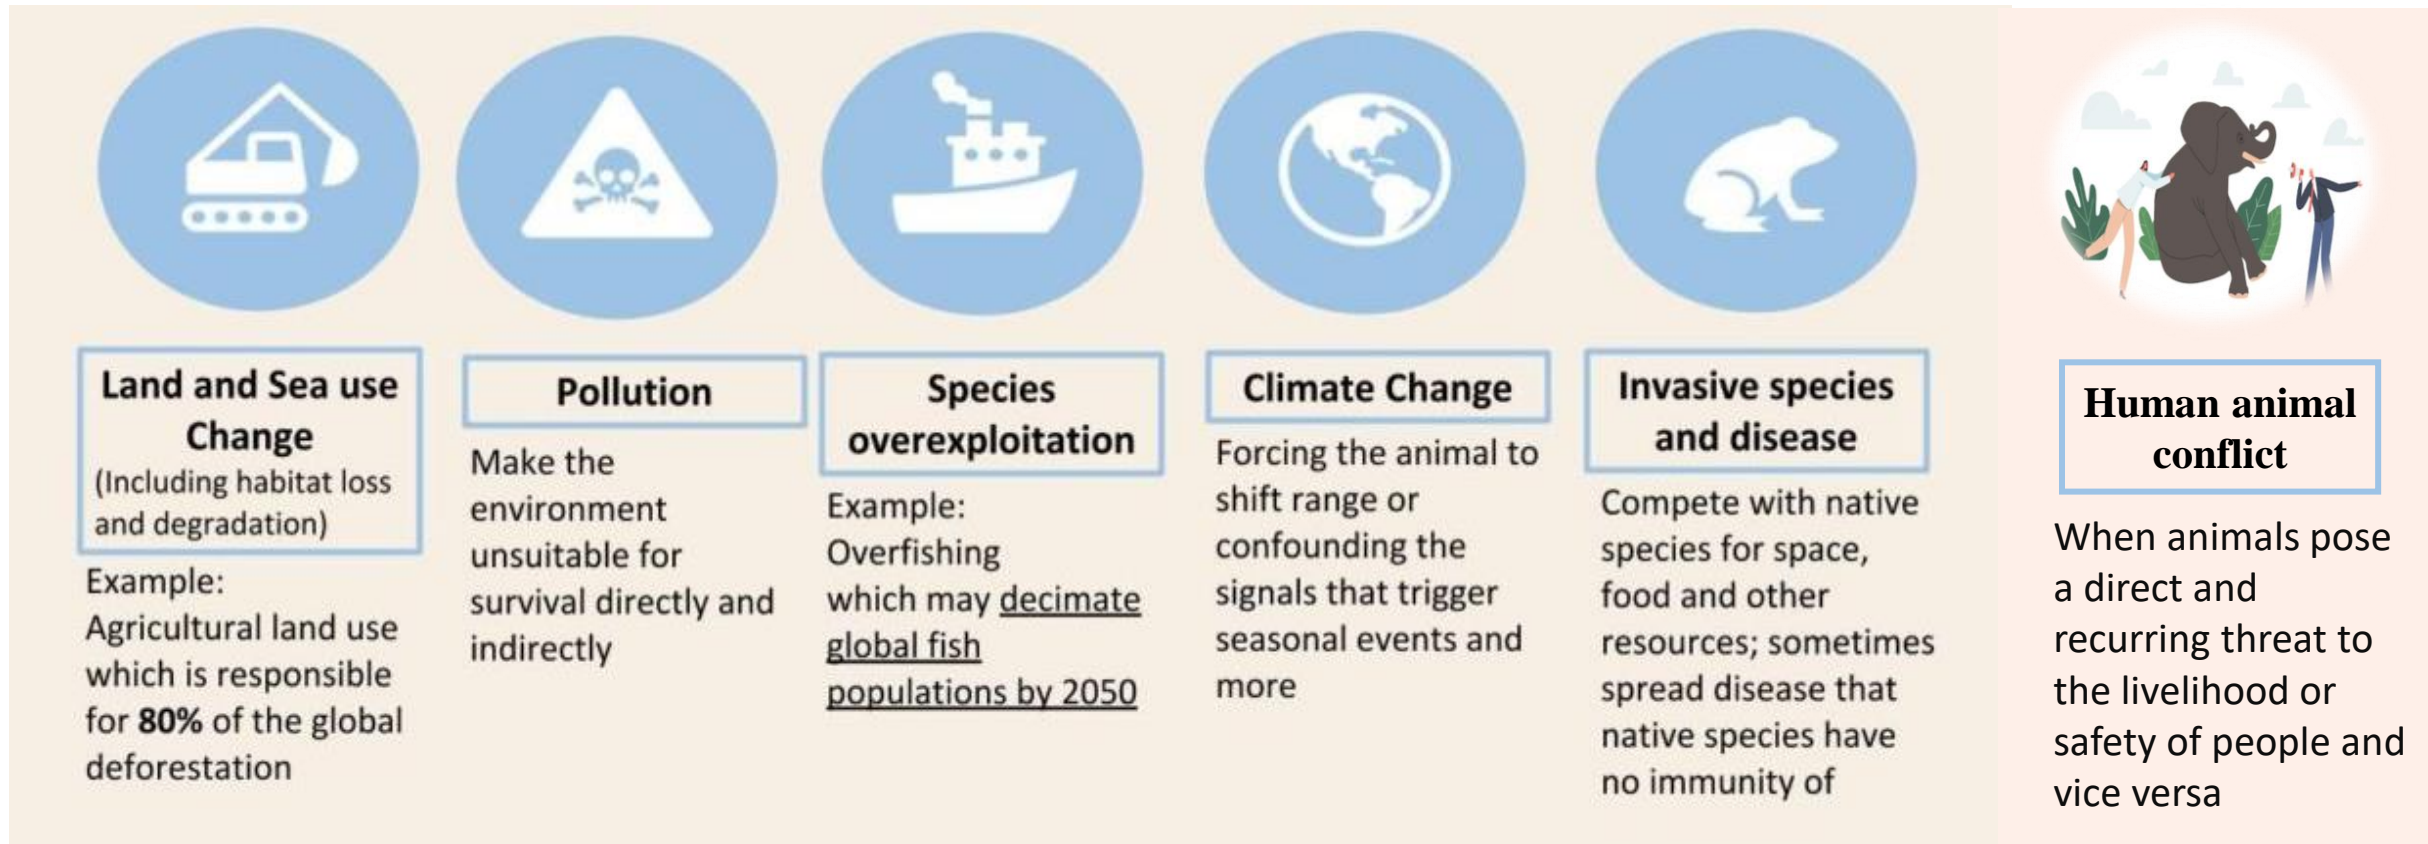 Land and Sea use
Change
(Including habitat loss
and degradation)
Example:
Agricultural land use
which is responsible
for 80% of the global
deforestation
Pollution
Make the
environment
unsuitable for
survival directly and
indirectly
Species
overexploitation
Example:
Overfishing
which may decimate
global fish
populations by 2050
Climate Change
Forcing the animal to
shift range or
confounding the
signals that trigger
seasonal events and
more
Invasive species
and disease
Compete with native
species for space,
food and other
resources; sometimes
spread disease that
native species have
no immunity of
Human animal
conflict
When animals pose
a direct and
recurring threat to
the livelihood or
safety of people and
vice versa